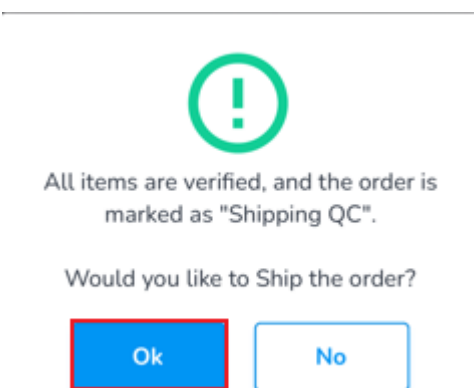 All items are verified, and the order is
marked as "Shipping QC".
Would you like to Ship the order?
Ok
No